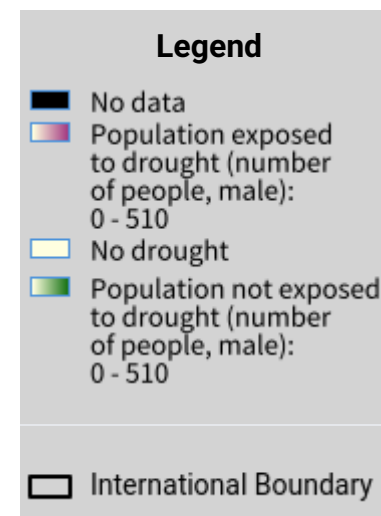 Legend
No data
Population exposed
to drought (number
of people, male):
0 - 510
No drought
Population not exposed
to drought (number
of people, male):
0 - 510
International Boundary